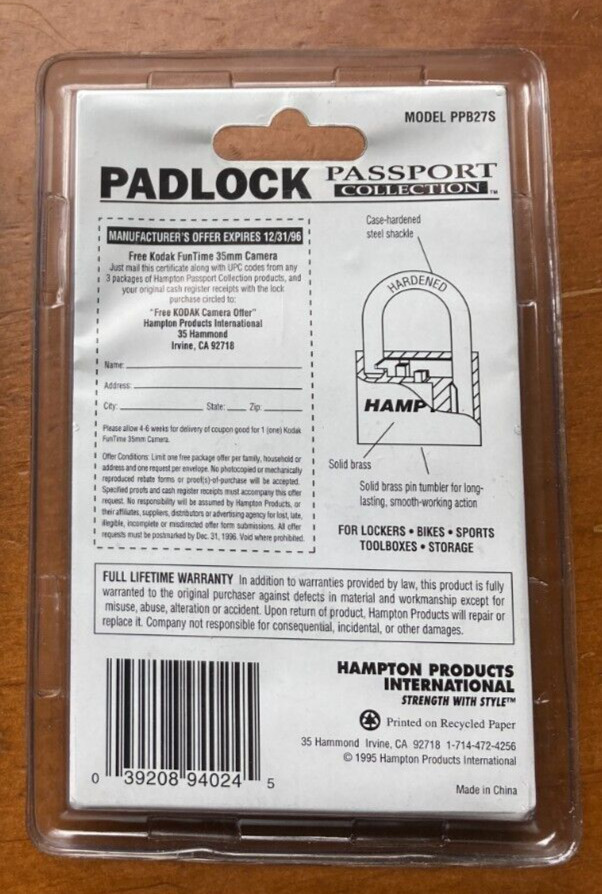 MODEL PPB27S
PADLOCK PASSPORT
COLLECTION ™
MANUFACTURER'S OFFER EXPIRES 12/31/96
Free Kodak FunTime 35mm Camera
Just mail this certificate along with UPC codes from any
3 packages of Hampton Passport Collection products, and
your original cash register receipts with the lock
purchase circled to:
"Free KODAK Camera Offer"
Hampton Products International
35 Hammond
Irvine, CA 92718
Name:
Address:
City: State: Zip:
Please allow 4-6 weeks for delivery of coupon good for 1 (one) Kodak
FunTime 35mm Camera.
Offer Conditions: Limit one free package offer per family, household or
address and one request per envelope. No photocopied or mechanically
reproduced rebate forms or proof(s)-of-purchase will be accepted.
Specified proofs and cash register receipts must accompany this offer
request. No responsibility will be assumed by Hampton Products, or
their affiliates, suppliers, distributors or advertising agency for lost, late,
illegible, incomplete or misdirected offer form submissions. All offer
requests must be postmarked by Dec. 31, 1996. Void where prohibited.
Case-hardened
steel shackle
HARDENED
HAMP
Solid brass
Solid brass pin tumbler for long-
lasting, smooth-working action
FOR LOCKERS • BIKES • SPORTS
TOOLBOXES • STORAGE
FULL LIFETIME WARRANTY In addition to warranties provided by law, this product is fully
warranted to the original purchaser against defects in material and workmanship except for
misuse, abuse, alteration or accident. Upon return of product, Hampton Products will repair or
replace it. Company not responsible for consequential, incidental, or other damages.
HAMPTON PRODUCTS
INTERNATIONAL
STRENGTH WITH STYLE™
Printed on Recycled Paper
35 Hammond Irvine, CA 92718 1-714-472-4256
© 1995 Hampton Products International
Made in China
0 39208 94024 5